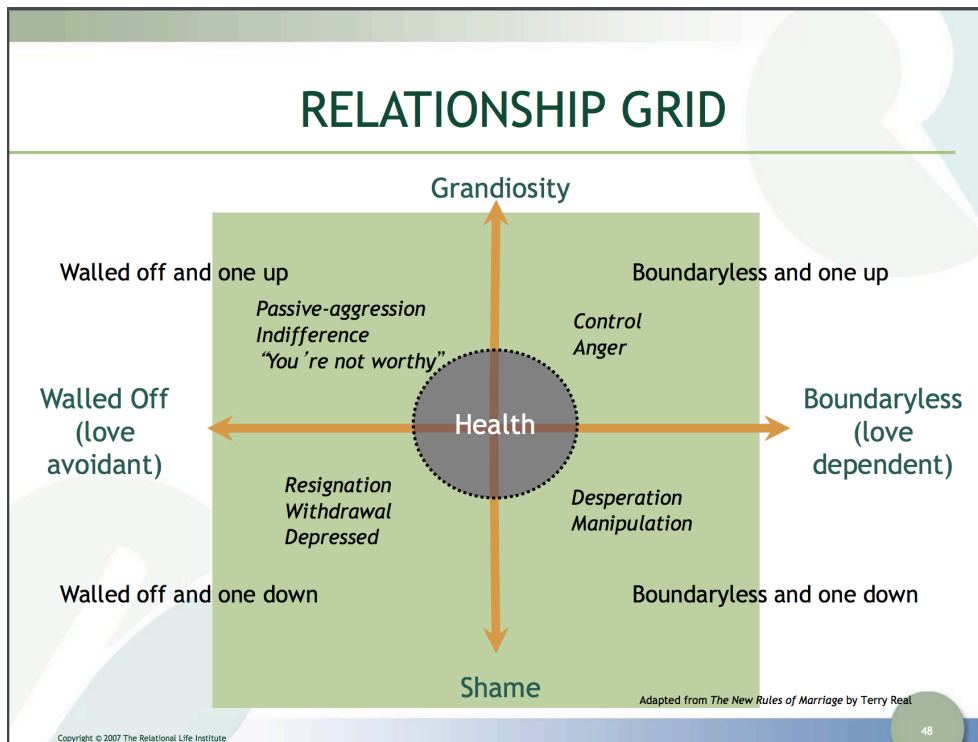 RELATIONSHIP GRID
Grandiosity
Walled off and one up
Boundaryless and one up
Passive-aggression
Indifference
“You´re not worthy”
Control
Anger
Walled Off
(love
avoidant)
Health
Boundaryless
(love
dependent)
Resignation
Withdrawal
Depressed
Desperation
Manipulation
Walled off and one down
Boundaryless and one down
Shame
Adapted from The New Rules of Marriage by Terry Real
Copyright © 2007 The Relational Life Institute
48